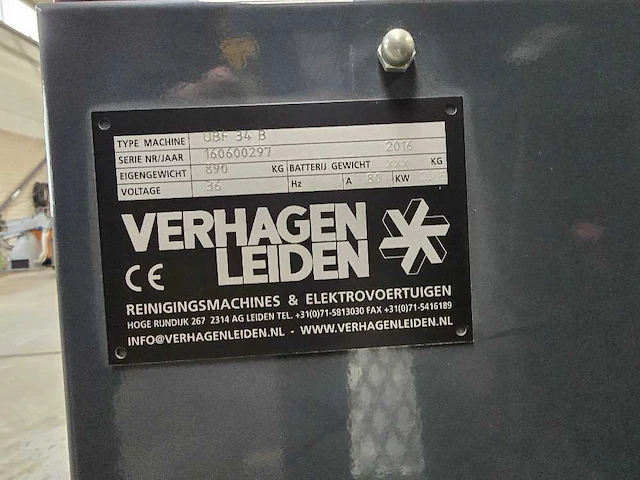 TYPE MACHINE UBF 34 B
SERIE NR/JAAR 160600297 2016
EIGENGEWICHT 890 KG BATTERIJ GEWICHT xxx KG
VOLTAGE 36 Hz A 80 KW
VERHAGEN
LEIDEN
CE
REINIGINGSMACHINES & ELEKTROVOERTUIGEN
HOGE RIJNDIJK 267 2314 AG LEIDEN TEL. +31(0)71-5813030 FAX +31(0)71-5416189
INFO@VERHAGENLEIDEN.NL - WWW.VERHAGENLEIDEN.NL